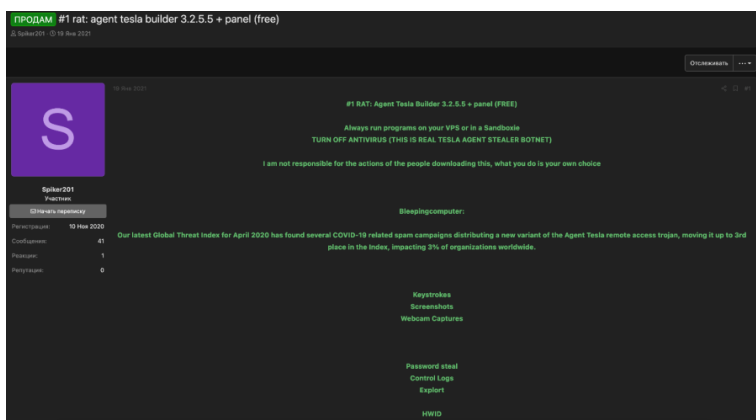 ПРОДАМ #1 rat: agent tesla builder 3.2.5.5 + panel (free)
Spiker201 · 19 Янв 2021
Отслеживать ...
19 Янв 2021 #1
S
Spiker201
Участник
Начать переписку
Регистрация: 10 Ноя 2020
Сообщения: 41
Реакции: 1
Репутация: 0
#1 RAT: Agent Tesla Builder 3.2.5.5 + panel (FREE)
Always run programs on your VPS or in a Sandboxie
TURN OFF ANTIVIRUS (THIS IS REAL TESLA AGENT STEALER BOTNET)
i am not responsible for the actions of the people downloading this, what you do is your own choice
Bleepingcomputer:
Our latest Global Threat Index for April 2020 has found several COVID-19 related spam campaigns distributing a new variant of the Agent Tesla remote access trojan, moving it up to 3rd
place in the Index, impacting 3% of organizations worldwide.
Keystrokes
Screenshots
Webcam Captures
Password steal
Control Logs
Explort
HWID